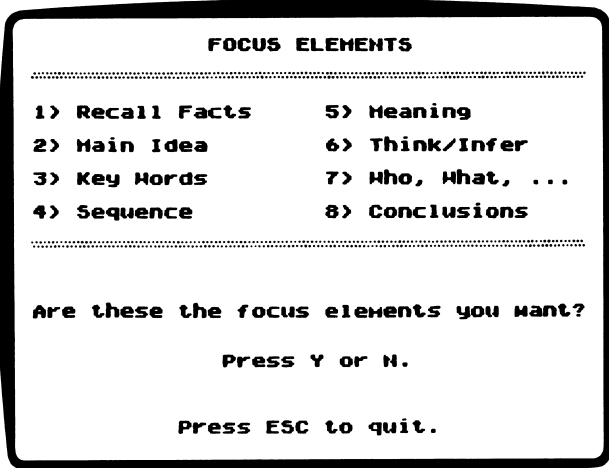 FOCUS ELEMENTS
1> Recall Facts 5> Meaning
2> Main Idea 6> Think/Infer
3> Key Words 7> Who, What, ...
4> Sequence 8> Conclusions
Are these the focus elements you want?
Press Y or N.
Press ESC to quit.